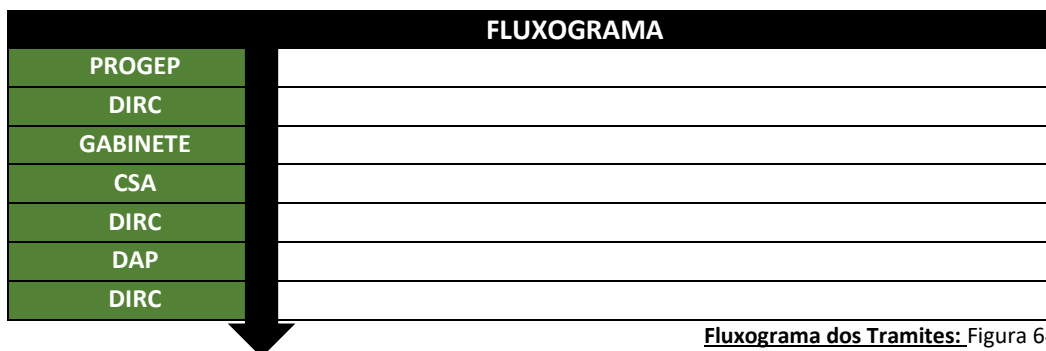 FLUXOGRAMA
PROGEP
DIRC
GABINETE
CSA
DIRC
DAP
DIRC
Fluxograma dos Tramites: Figura